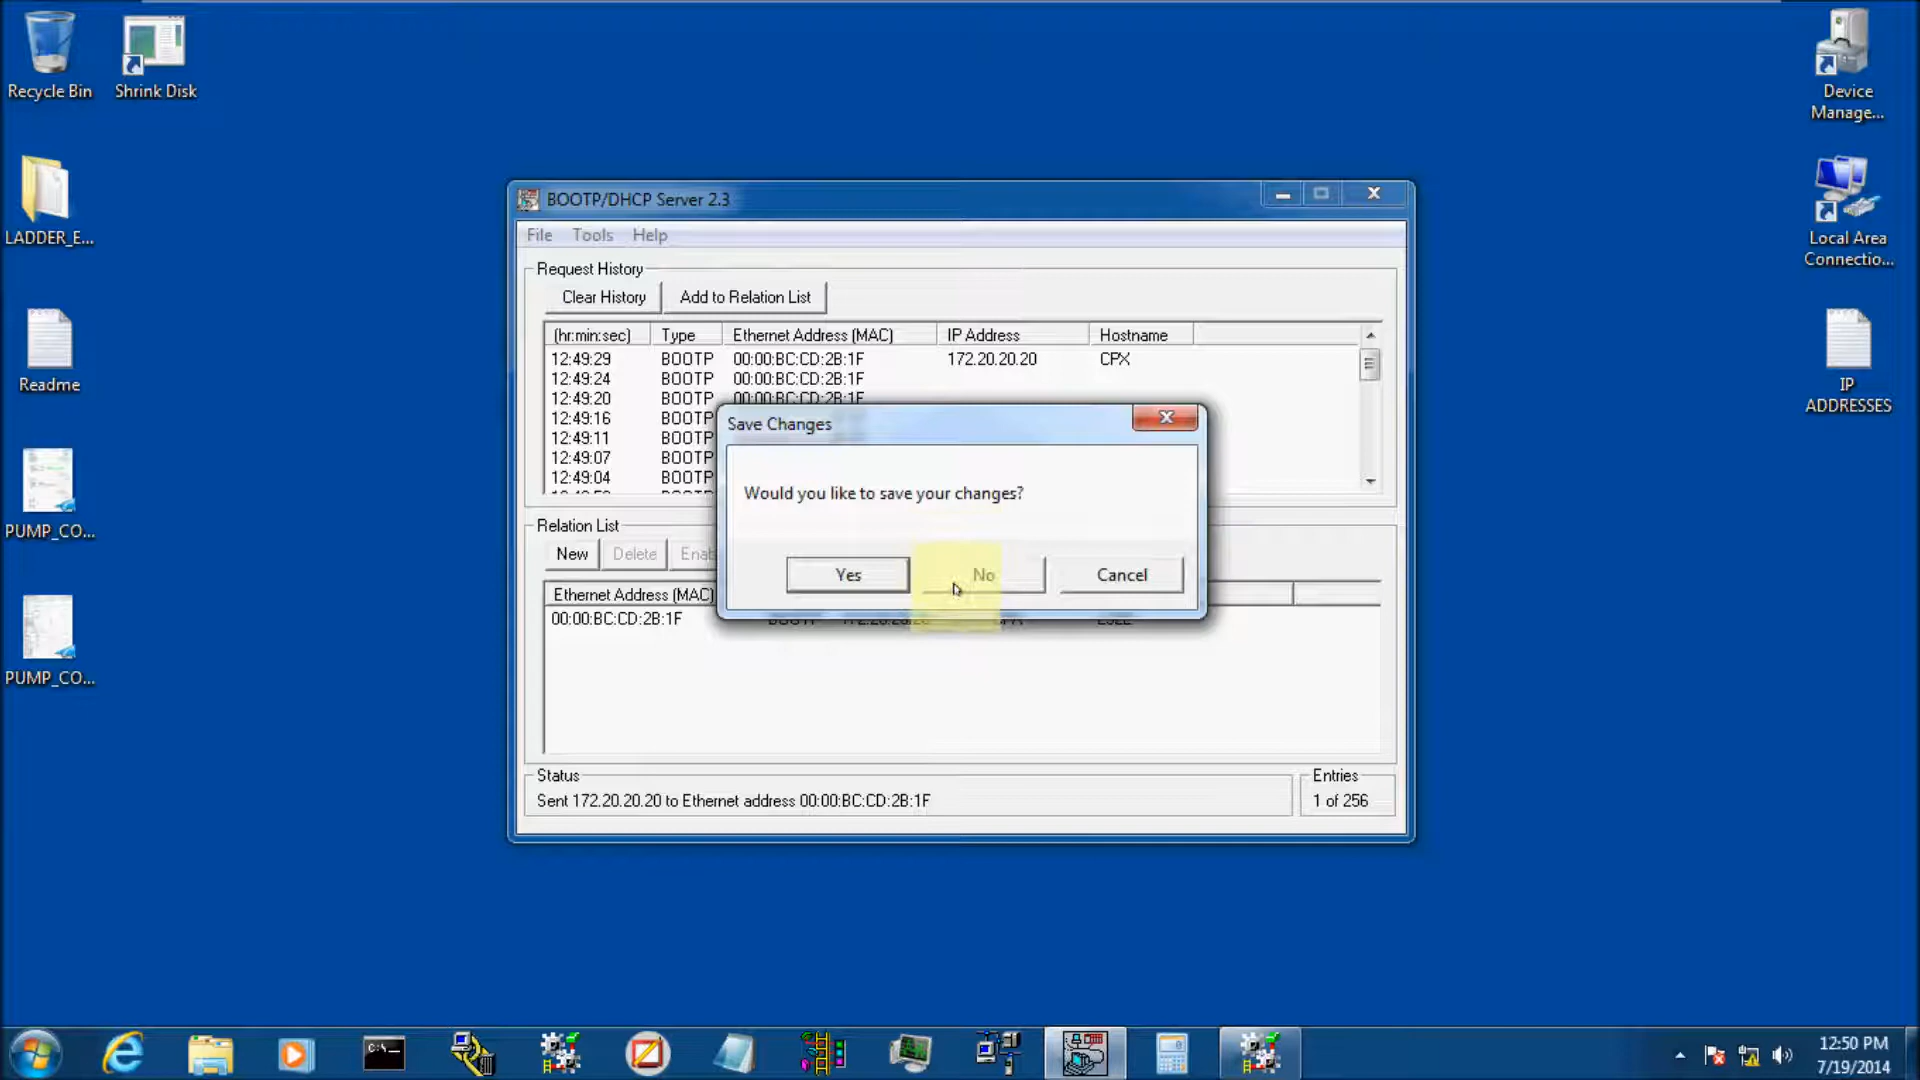 Recycle Bin
Shrink Disk
LADDER_E...
Readme
PUMP_CO...
PUMP_CO...
Device
Manage...
Local Area
Connectio...
IP
ADDRESSES
BOOTP/DHCP Server 2.3
File Tools Help
Request History
Clear History Add to Relation List
(hr:min:sec) Type Ethernet Address (MAC) IP Address Hostname
12:49:29 BOOTP 00:00:BC:CD:2B:1F 172.20.20.20 CPX
12:49:24 BOOTP 00:00:BC:CD:2B:1F
12:49:20 BOOTP 00:00:BC:CD:2B:1F
12:49:16 BOOTP
12:49:11 BOOTP
12:49:07 BOOTP
12:49:04 BOOTP
Save Changes
Would you like to save your changes?
Yes No Cancel
Relation List
New Delete Enab
Ethernet Address (MAC)
00:00:BC:CD:2B:1F
Status
Sent 172.20.20.20 to Ethernet address 00:00:BC:CD:2B:1F
Entries
1 of 256
12:50 PM
7/19/2014